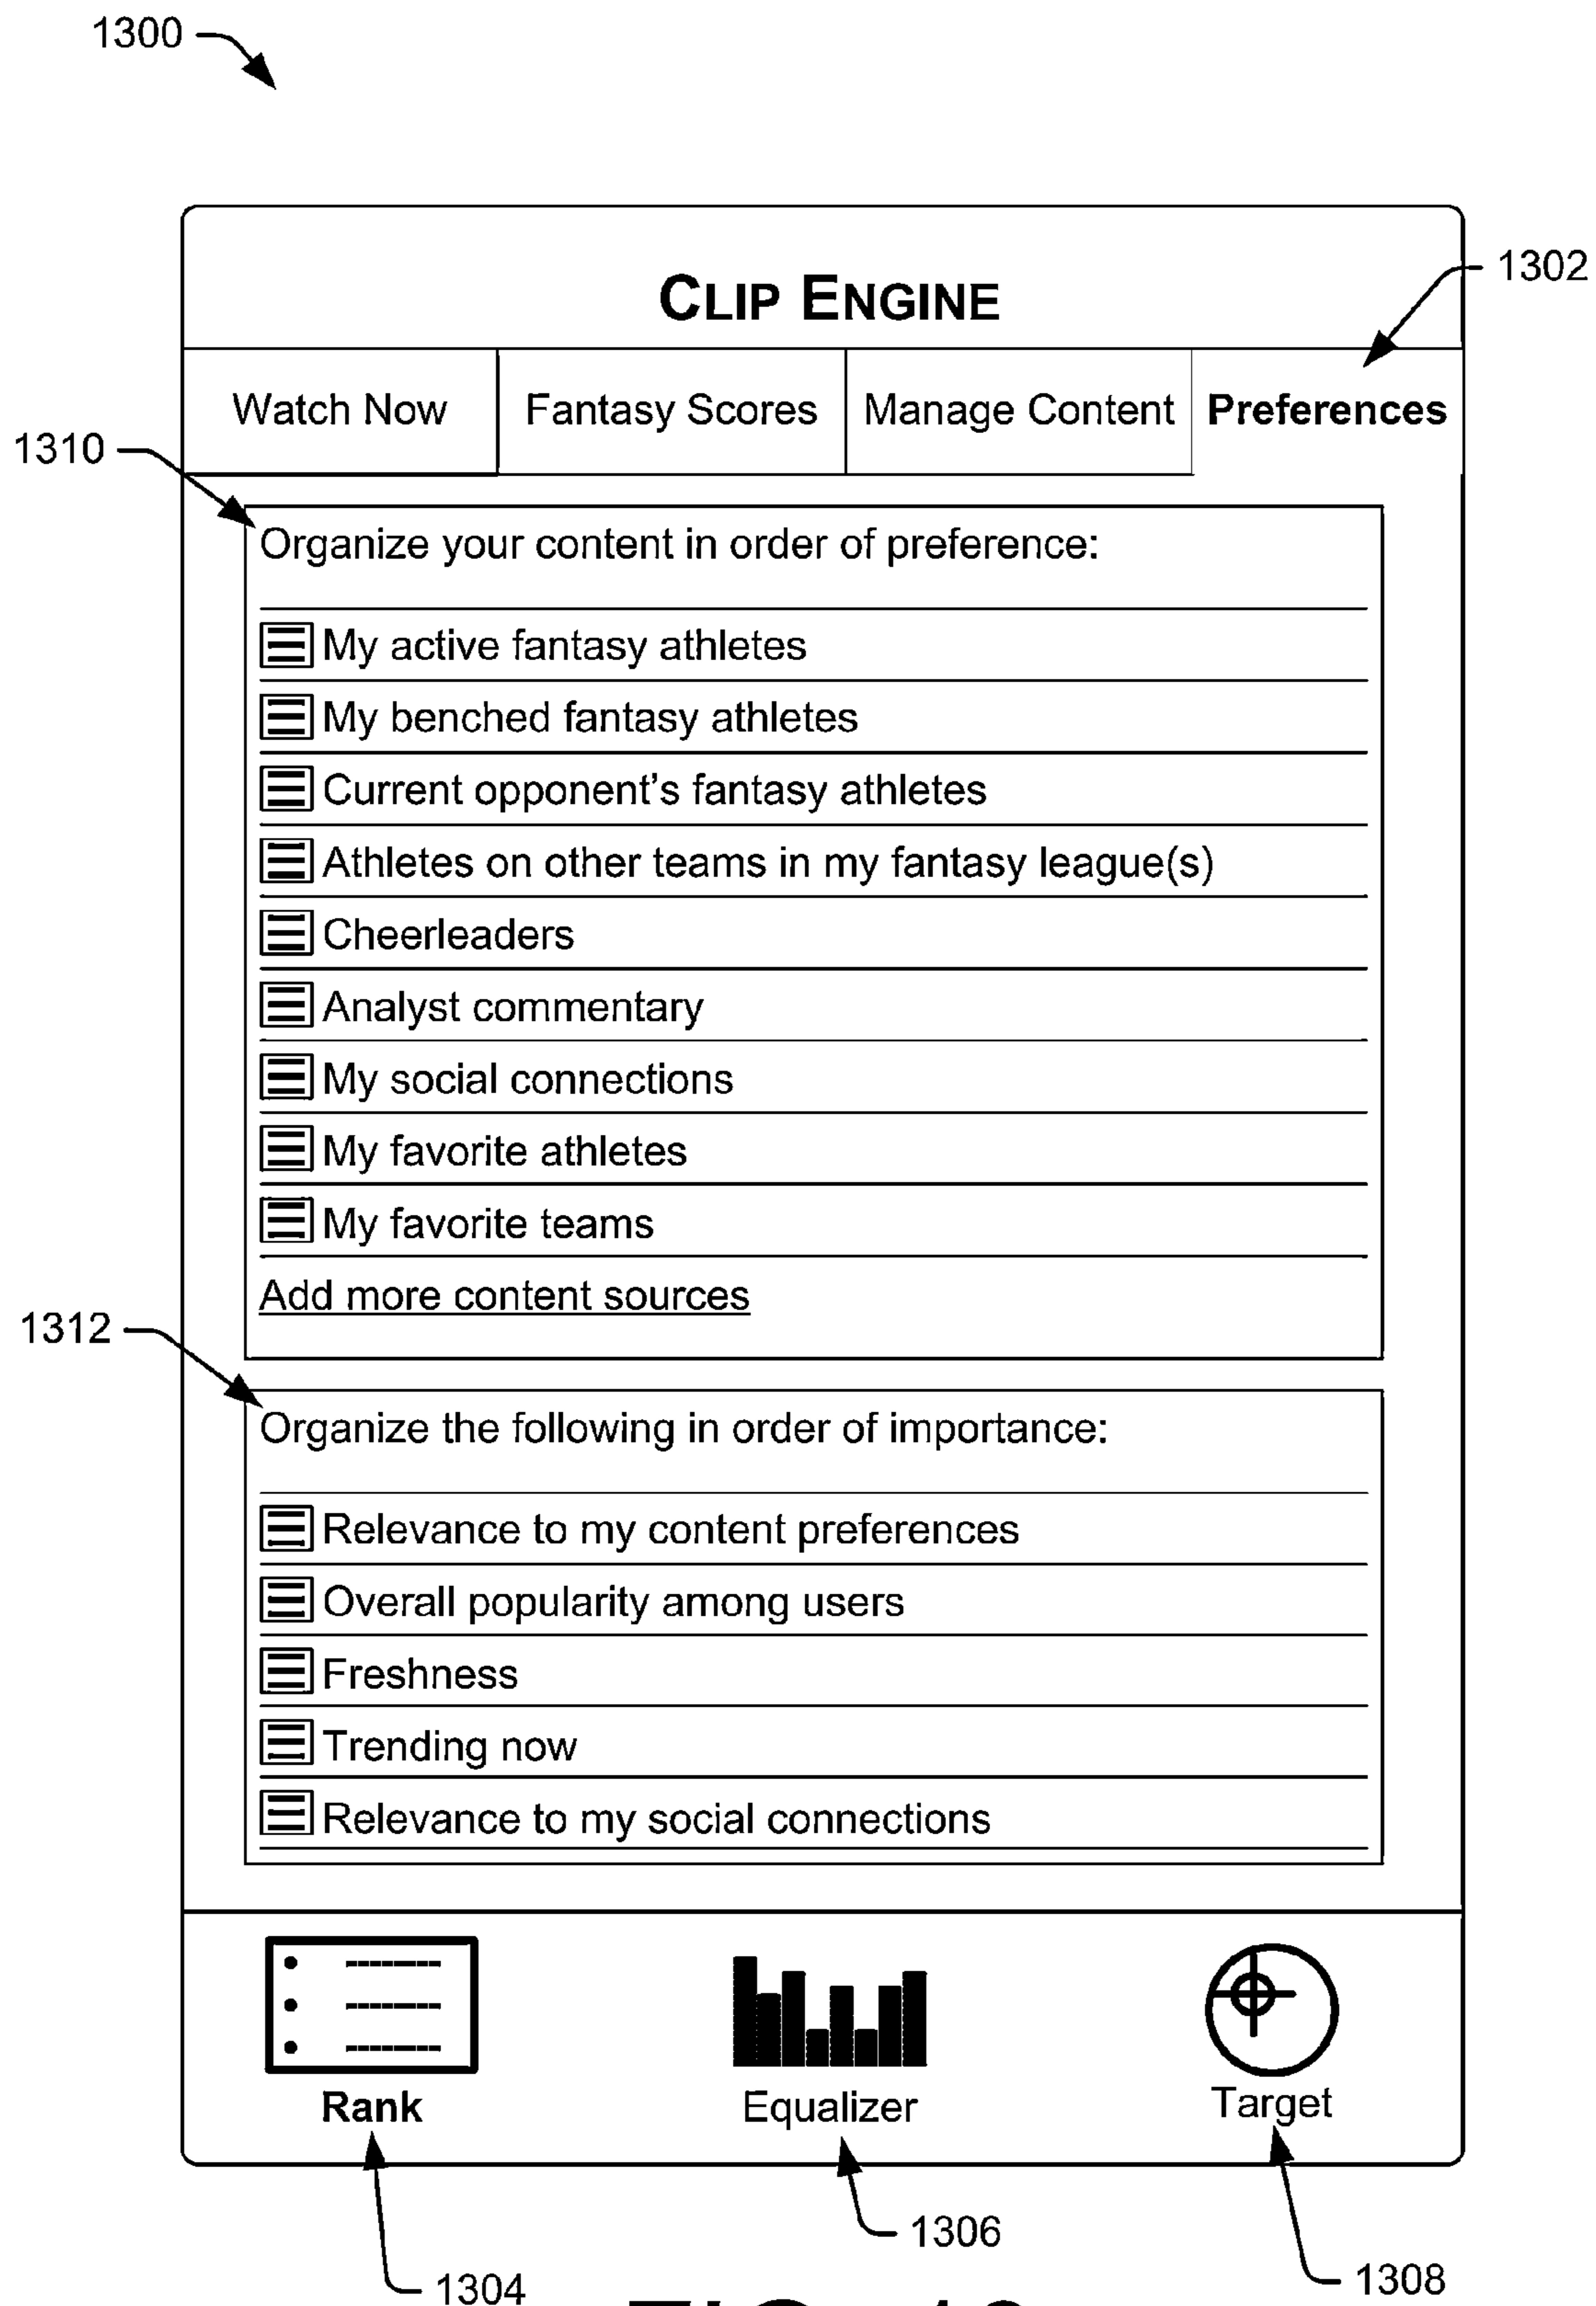 1300
CLIP ENGINE
1302
Watch Now Fantasy Scores Manage Content Preferences
1310
Organize your content in order of preference:
My active fantasy athletes
My benched fantasy athletes
Current opponent's fantasy athletes
Athletes on other teams in my fantasy league(s)
Cheerleaders
Analyst commentary
My social connections
My favorite athletes
My favorite teams
Add more content sources
1312
Organize the following in order of importance:
Relevance to my content preferences
Overall popularity among users
Freshness
Trending now
Relevance to my social connections
Rank Equalizer Target
1306
1304 1308